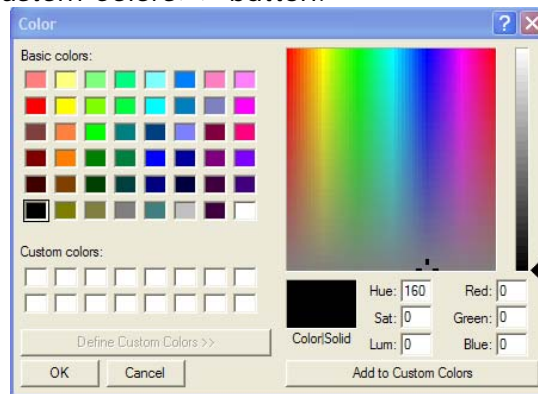 button.
Color
Basic colors:
Custom colors:
Define Custom Colors >>
OK Cancel
Color|Solid
Hue: 160 Red: 0
Sat: 0 Green: 0
Lum: 0 Blue: 0
Add to Custom Colors